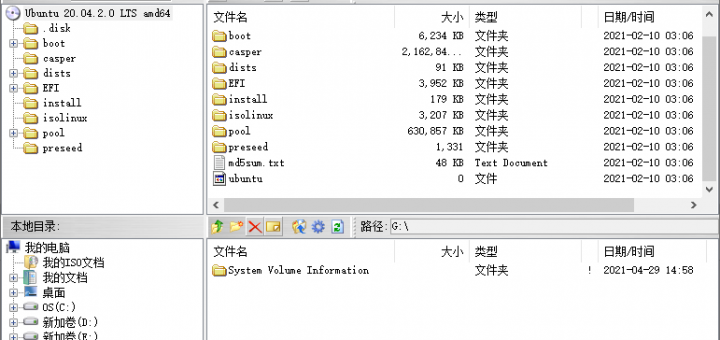 Ubuntu 20.04.2.0 LTS amd64
.disk
boot
casper
dists
EFI
install
isolinux
pool
preseed
文件名 大小 类型 日期/时间
boot 6,234 KB 文件夹 2021-02-10 03:06
casper 2,162,84... 文件夹 2021-02-10 03:06
dists 91 KB 文件夹 2021-02-10 03:06
EFI 3,952 KB 文件夹 2021-02-10 03:06
install 179 KB 文件夹 2021-02-10 03:06
isolinux 3,207 KB 文件夹 2021-02-10 03:06
pool 630,857 KB 文件夹 2021-02-10 03:06
preseed 1,331 文件夹 2021-02-10 03:06
md5sum.txt 48 KB Text Document 2021-02-10 03:06
ubuntu 0 文件 2021-02-10 03:06
本地目录: 路径: G:\
我的电脑
我的ISO文档
我的文档
桌面
OS(C:)
新加卷(D:)
新加卷(E:)
文件名 大小 类型 日期/时间
System Volume Information 文件夹 ! 2021-04-29 14:58